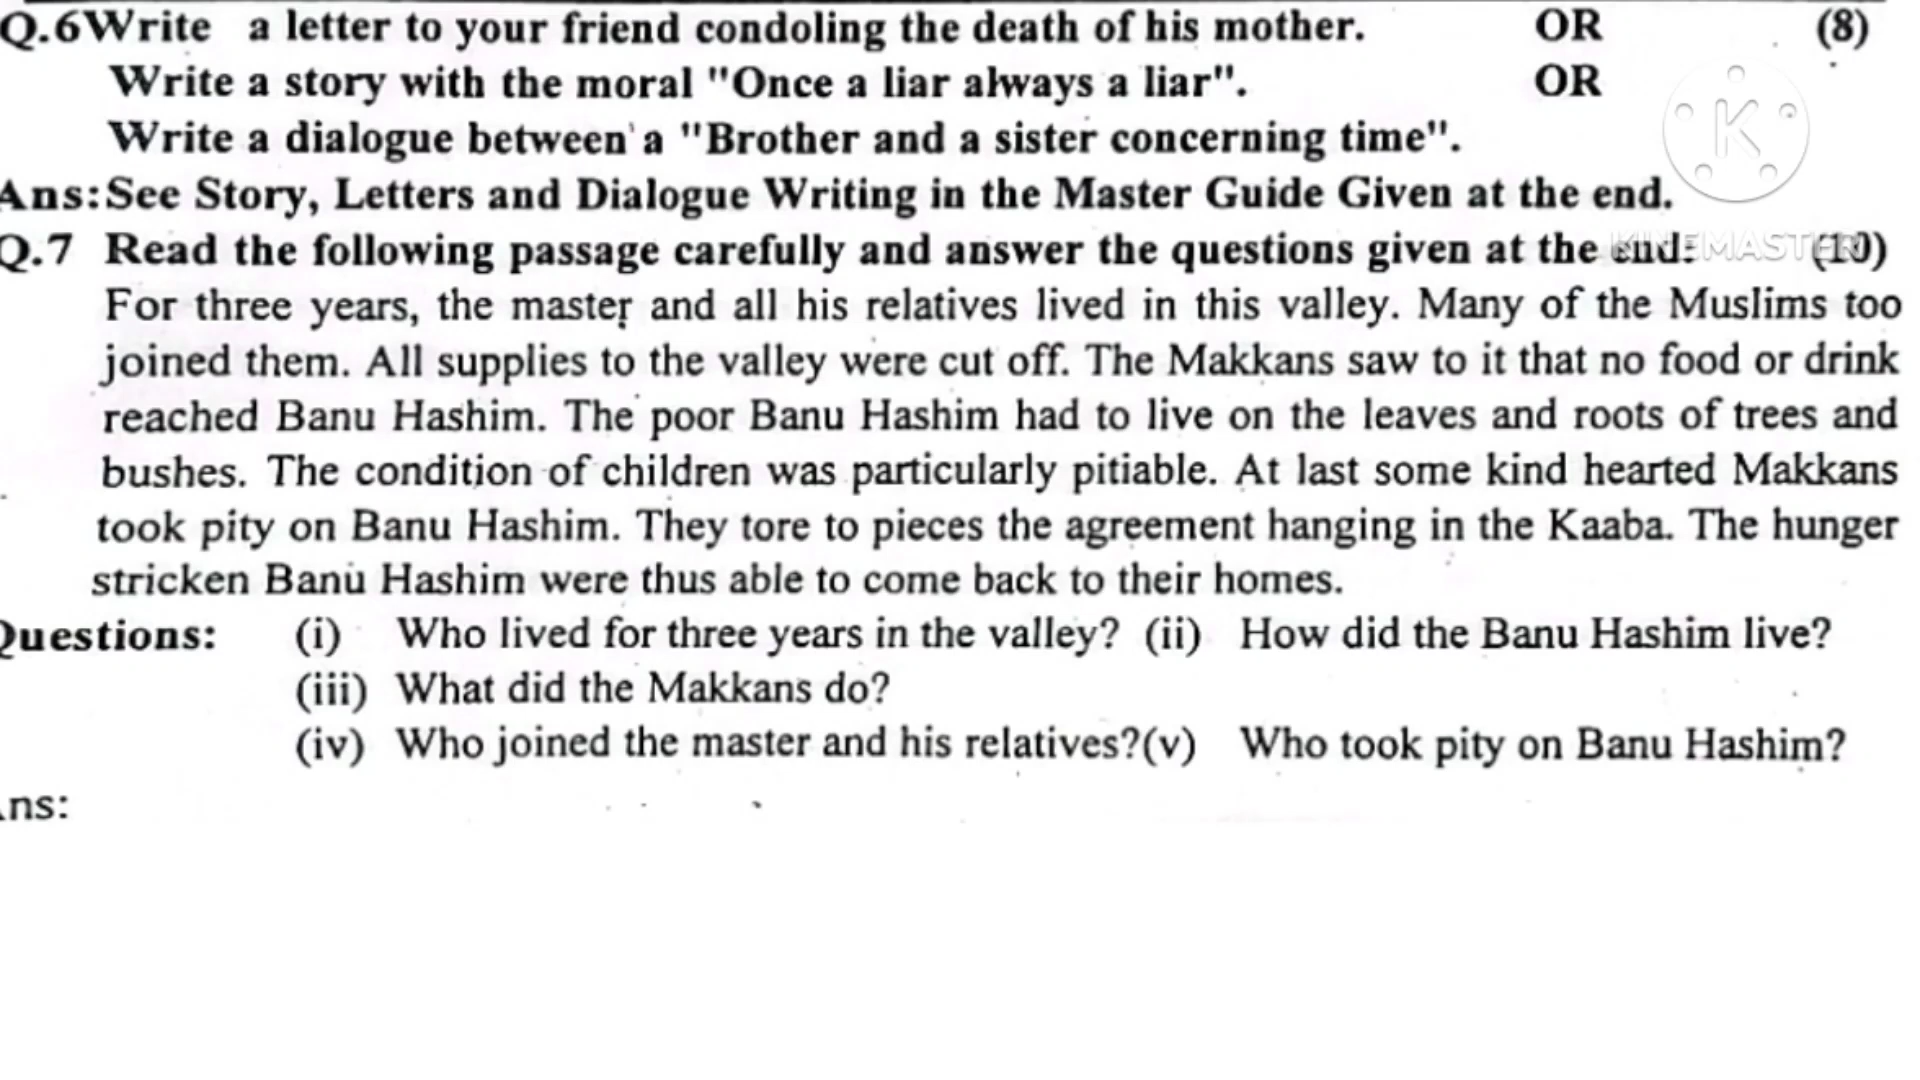 Q.6Write a letter to your friend condoling the death of his mother. OR (8)
Write a story with the moral "Once a liar always a liar". OR
Write a dialogue between a "Brother and a sister concerning time".
Ans:See Story, Letters and Dialogue Writing in the Master Guide Given at the end.
Q.7 Read the following passage carefully and answer the questions given at the end: (10)
For three years, the master and all his relatives lived in this valley. Many of the Muslims too
joined them. All supplies to the valley were cut off. The Makkans saw to it that no food or drink
reached Banu Hashim. The poor Banu Hashim had to live on the leaves and roots of trees and
bushes. The condition of children was particularly pitiable. At last some kind hearted Makkans
took pity on Banu Hashim. They tore to pieces the agreement hanging in the Kaaba. The hunger
stricken Banu Hashim were thus able to come back to their homes.
Questions: (i) Who lived for three years in the valley? (ii) How did the Banu Hashim live?
(iii) What did the Makkans do?
(iv) Who joined the master and his relatives?(v) Who took pity on Banu Hashim?
Ans:
K
KINEMASTER